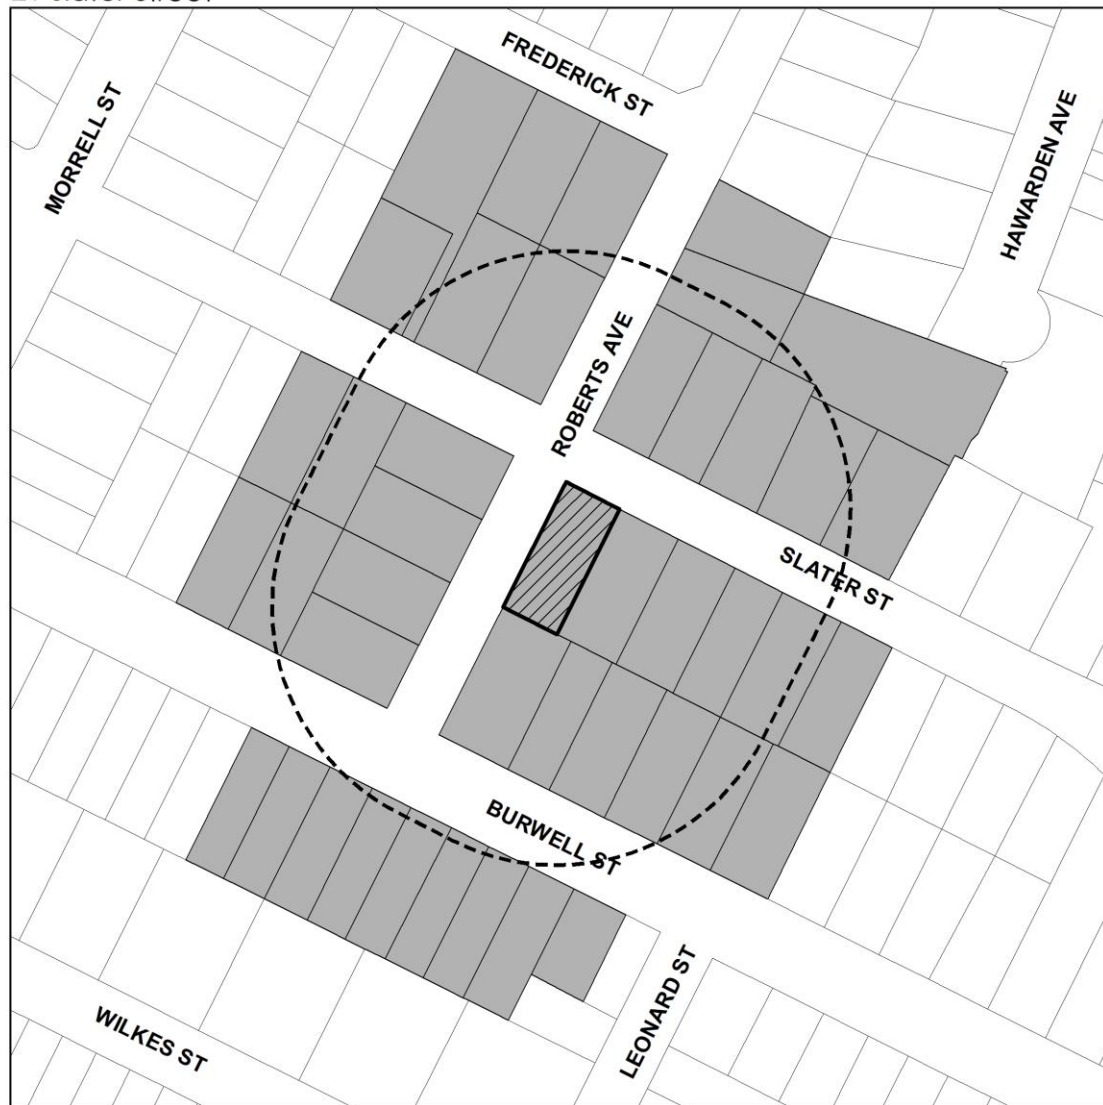 FREDERICK ST
MORRELL ST
HAWARDEN AVE
ROBERTS AVE
SLATER ST
BURWELL ST
LEONARD ST
WILKES ST